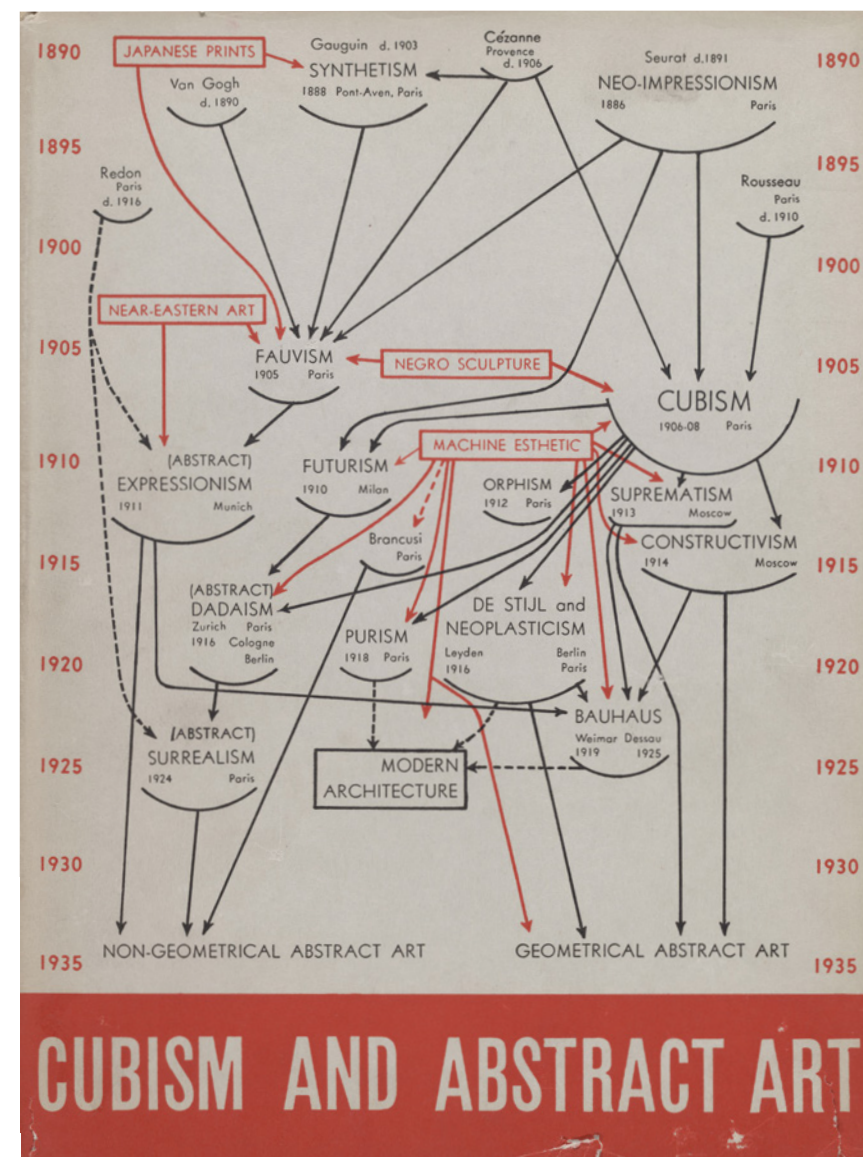 1890
JAPANESE PRINTS
Gauguin d. 1903
SYNTHETISM
1888 Pont-Aven, Paris
Cézanne
Provence
d. 1906
Seurat d.1891
NEO-IMPRESSIONISM
1886 Paris
1890
Van Gogh
d. 1890
1895
1895
Redon
Paris
d. 1916
Rousseau
Paris
d. 1910
1900
1900
NEAR-EASTERN ART
1905
FAUVISM
1905 Paris
NEGRO SCULPTURE
1905
CUBISM
1906-08 Paris
1910
(ABSTRACT)
EXPRESSIONISM
1911 Munich
FUTURISM
1910 Milan
MACHINE ESTHETIC
ORPHISM
1912 Paris
SUPREMATISM
1913 Moscow
1910
Brancusi
Paris
CONSTRUCTIVISM
1914 Moscow
1915
1915
(ABSTRACT)
DADAISM
Zurich Paris
1916 Cologne
Berlin
PURISM
1918 Paris
DE STIJL and
NEOPLASTICISM
Leyden Berlin
1916 Paris
1920
1920
(ABSTRACT)
SURREALISM
1924 Paris
BAUHAUS
Weimar Dessau
1919 1925
1925
MODERN
ARCHITECTURE
1925
1930
1930
NON-GEOMETRICAL ABSTRACT ART
GEOMETRICAL ABSTRACT ART
1935
1935
CUBISM AND ABSTRACT ART